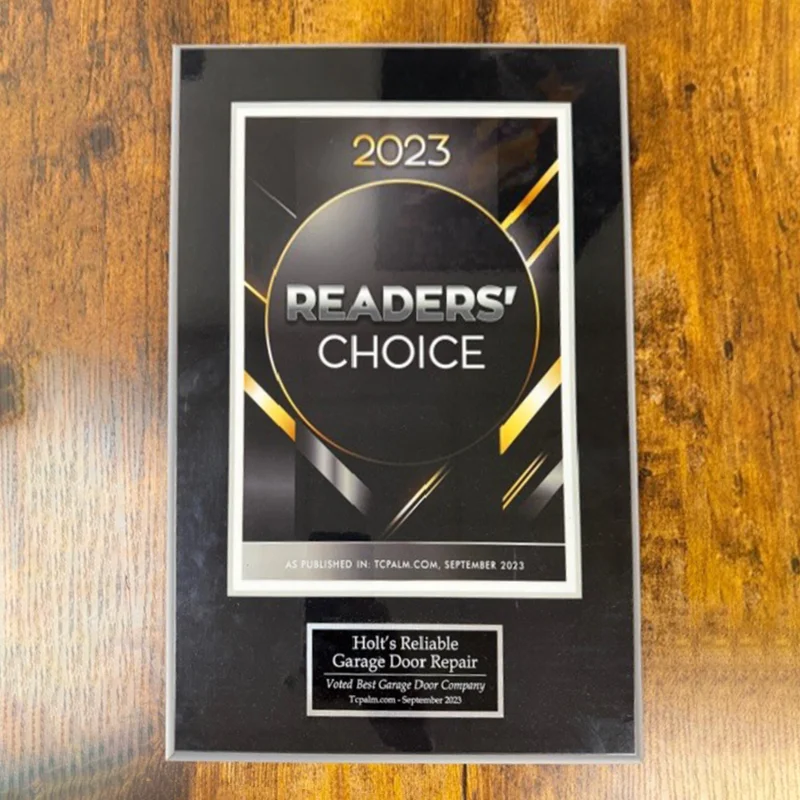 2023
READERS'
CHOICE
AS PUBLISHED IN: TCPALM.COM, SEPTEMBER 2023
Holt's Reliable
Garage Door Repair
Voted Best Garage Door Company
Tcpalm.com - September 2023